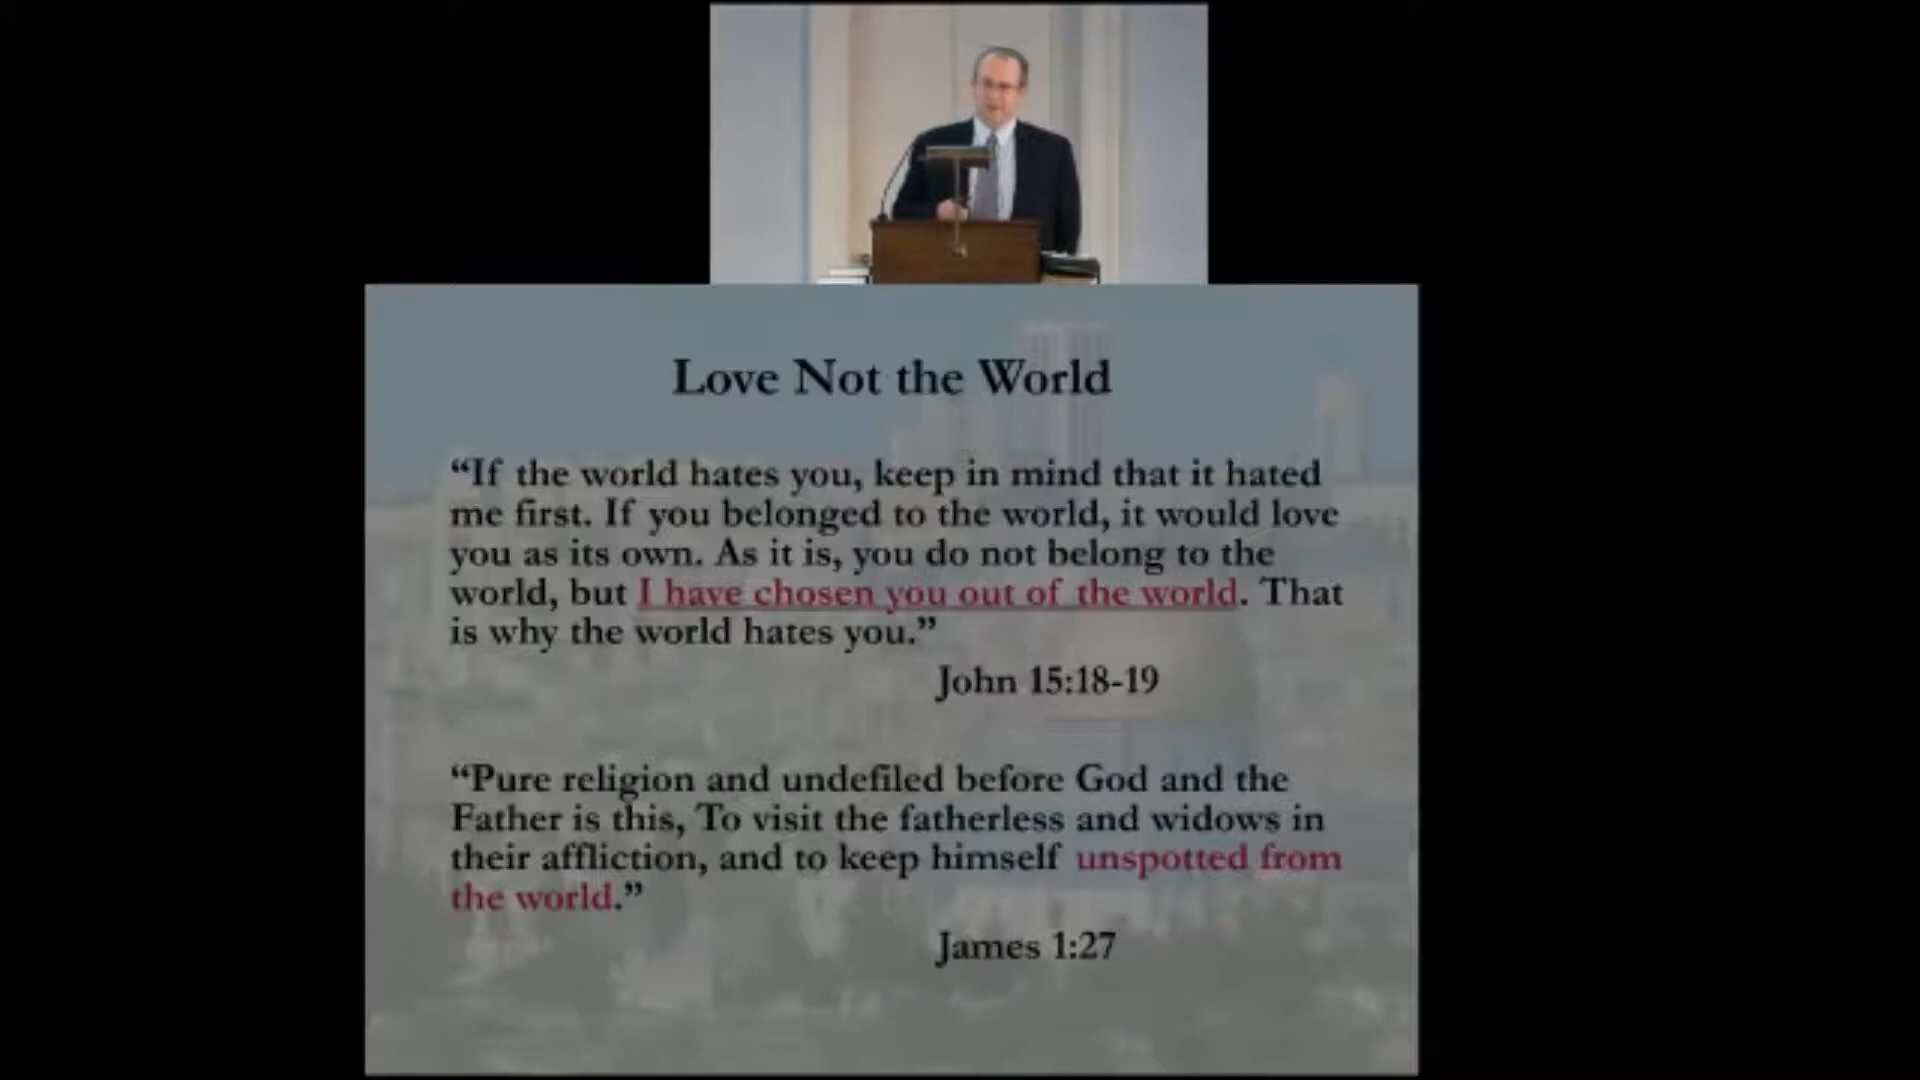 Love Not the World
“If the world hates you, keep in mind that it hated
me first. If you belonged to the world, it would love
you as its own. As it is, you do not belong to the
world, but I have chosen you out of the world. That
is why the world hates you.”
John 15:18-19
“Pure religion and undefiled before God and the
Father is this, To visit the fatherless and widows in
their affliction, and to keep himself unspotted from
the world.”
James 1:27